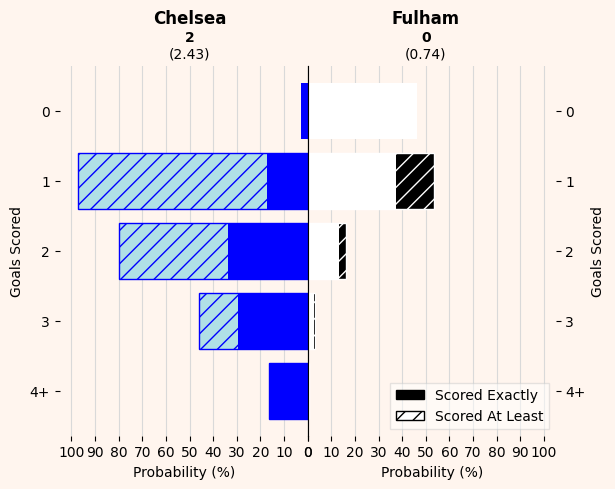 Chelsea
2
(2.43)
Fulham
0
(0.74)
Goals Scored
0
1
2
3
4+
0
1
2
3
4+
Goals Scored
Scored Exactly
Scored At Least
100 90 80 70 60 50 40 30 20 10 0
0 10 20 30 40 50 60 70 80 90 100
Probability (%)
Probability (%)